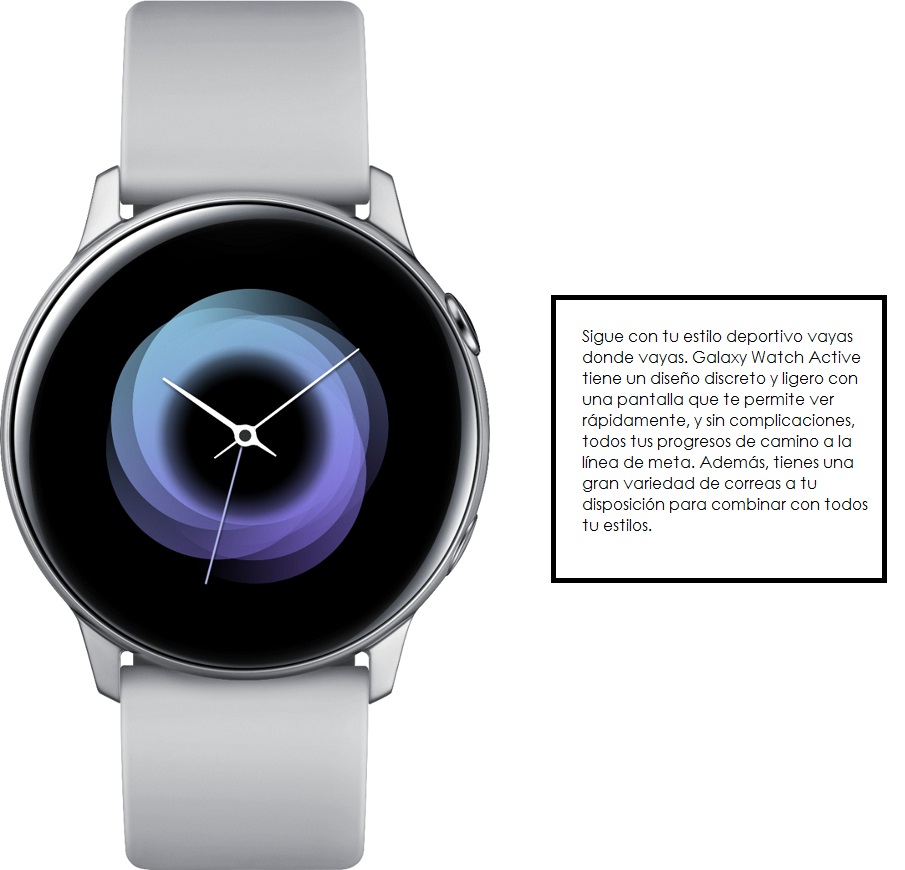 Sigue con tu estilo deportivo vayas
donde vayas. Galaxy Watch Active
tiene un diseño discreto y ligero con
una pantalla que te permite ver
rápidamente, y sin complicaciones,
todos tus progresos de camino a la
línea de meta. Además, tienes una
gran variedad de correas a tu
disposición para combinar con todos
tu estilos.